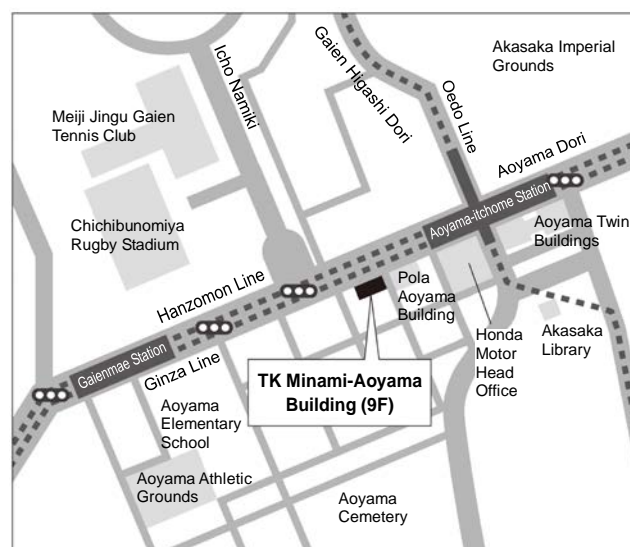 Akasaka Imperial
Grounds
Icho Namiki
Gaien Higashi Dori
Oedo Line
Meiji Jingu Gaien
Tennis Club
Aoyama Dori
Aoyama-itchome Station
Chichibunomiya
Rugby Stadium
Aoyama Twin
Buildings
Hanzomon Line
Pola
Aoyama
Building
Gaienmae Station
Ginza Line
Honda
Motor
Head
Office
Akasaka
Library
TK Minami-Aoyama
Building (9F)
Aoyama
Elementary
School
Aoyama Athletic
Grounds
Aoyama
Cemetery